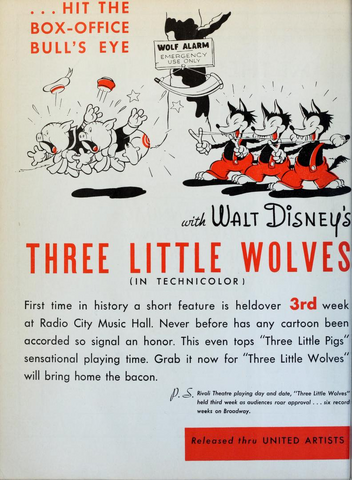 ...HIT THE
BOX-OFFICE
BULL'S EYE
WOLF ALARM
EMERGENCY
USE ONLY
with WALT DISNEY'S
THREE LITTLE WOLVES
(IN TECHNICOLOR)
First time in history a short feature is heldover 3rd week
at Radio City Music Hall. Never before has any cartoon been
accorded so signal an honor. This even tops "Three Little Pigs"
sensational playing time. Grab it now for "Three Little Wolves"
will bring home the bacon.
P.S. Rivoli Theatre playing day and date, "Three Little Wolves"
held third week as audiences roar approval . . . six record
weeks on Broadway.
Released thru UNITED ARTISTS